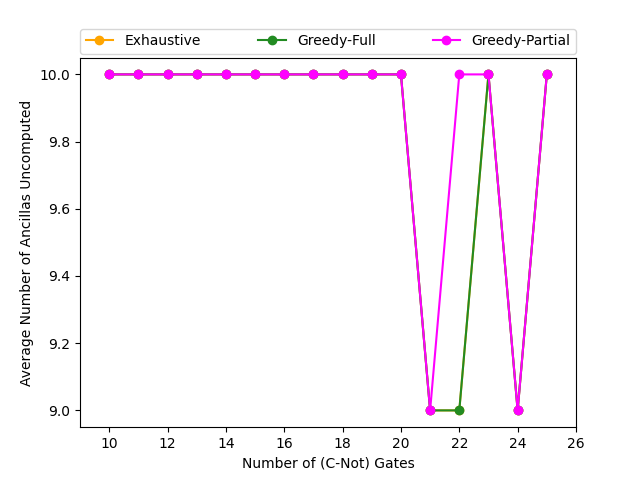 Exhaustive Greedy-Full Greedy-Partial
10.0
9.8
9.6
9.4
9.2
9.0
Average Number of Ancillas Uncomputed
10 12 14 16 18 20 22 24 26
Number of (C-Not) Gates